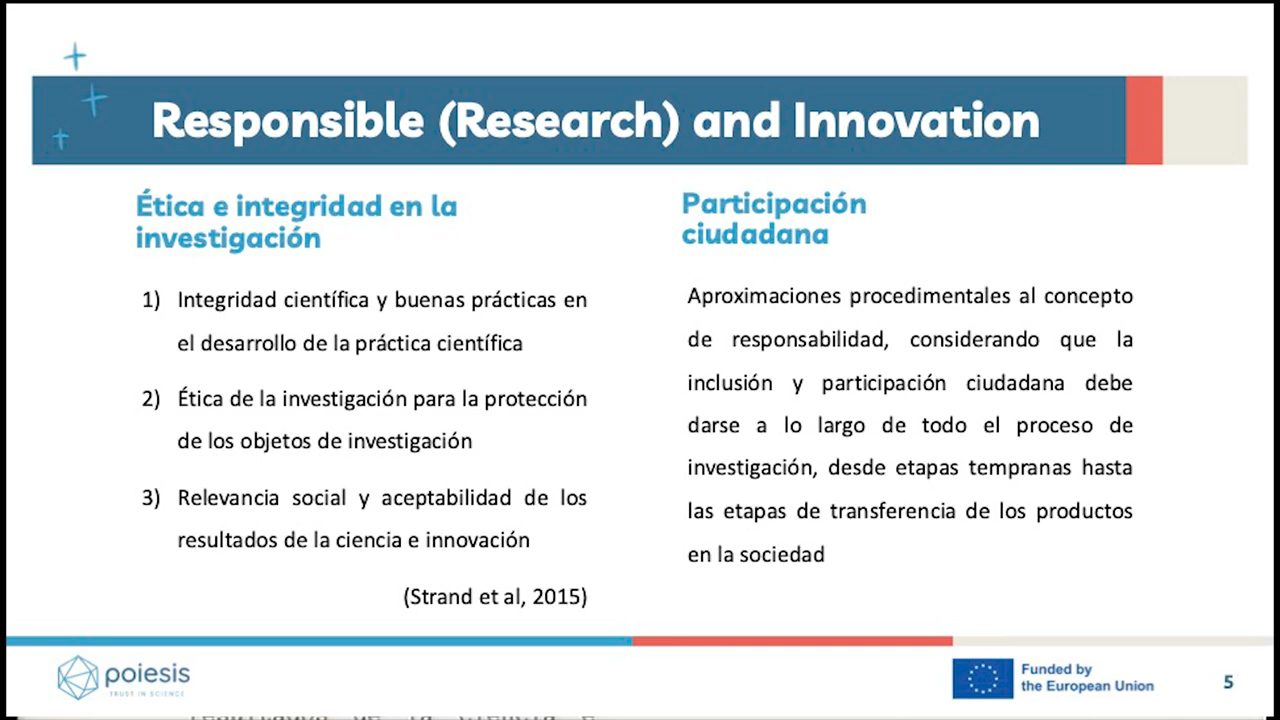 Responsible (Research) and Innovation
Ética e integridad en la
investigación
1) Integridad científica y buenas prácticas en
el desarrollo de la práctica científica
2) Ética de la investigación para la protección
de los objetos de investigación
3) Relevancia social y aceptabilidad de los
resultados de la ciencia e innovación
(Strand et al, 2015)
Participación
ciudadana
Aproximaciones procedimentales al concepto
de responsabilidad, considerando que la
inclusión y participación ciudadana debe
darse a lo largo de todo el proceso de
investigación, desde etapas tempranas hasta
las etapas de transferencia de los productos
en la sociedad
poiesis
TRUST IN SCIENCE
Funded by
the European Union
5